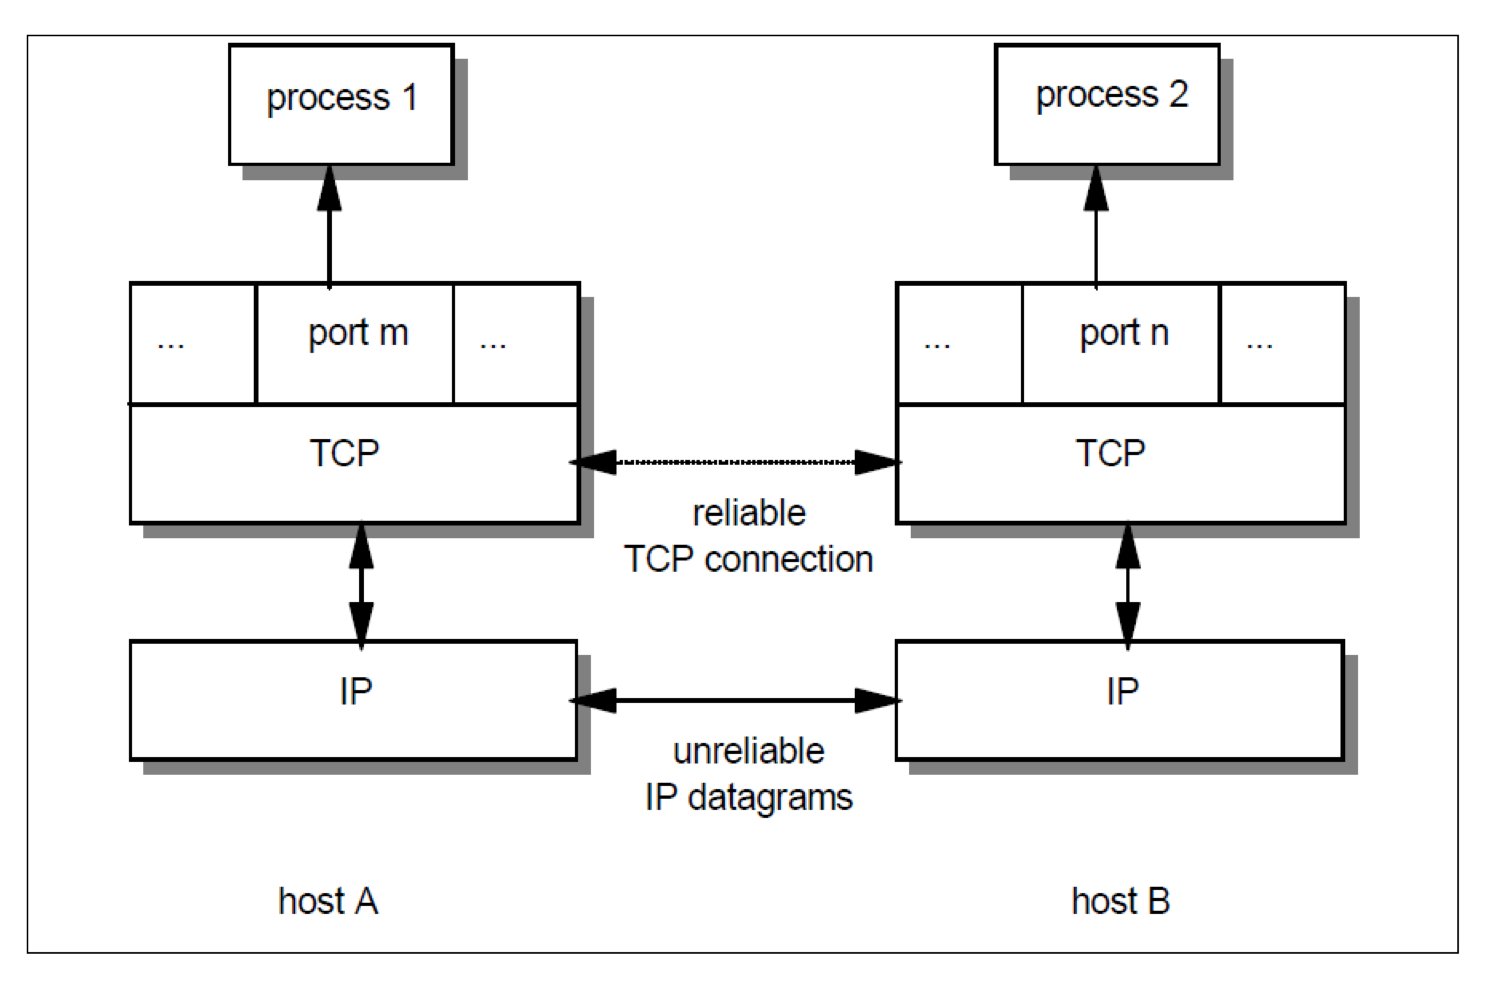 process 1
process 2
... port m ...
... port n ...
TCP
TCP
reliable
TCP connection
IP
IP
unreliable
IP datagrams
host A
host B